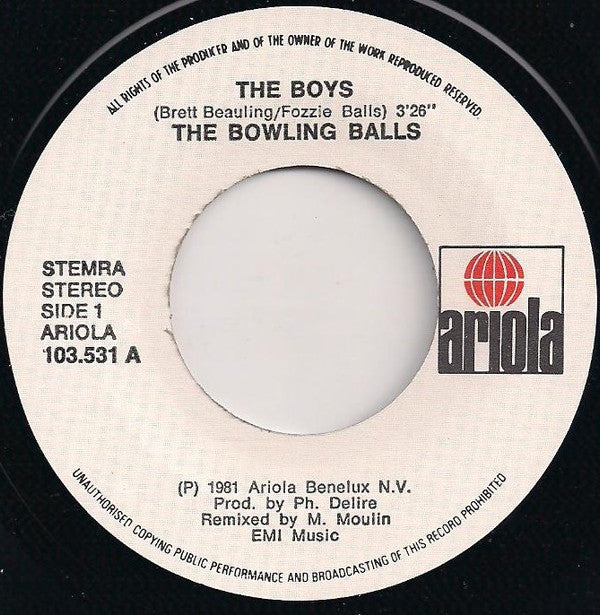 ALL RIGHTS OF THE PRODUCER AND OF THE OWNER OF THE WORK REPRODUCED RESERVED.
THE BOYS
(Brett Beauling/Fozzie Balls) 3'26"
THE BOWLING BALLS
STEMRA
STEREO
SIDE 1
ARIOLA
103.531 A
ariola
(P) 1981 Ariola Benelux N.V.
Prod. by Ph. Delire
Remixed by M. Moulin
EMI Music
UNAUTHORISED COPYING PUBLIC PERFORMANCE AND BROADCASTING OF THIS RECORD PROHIBITED